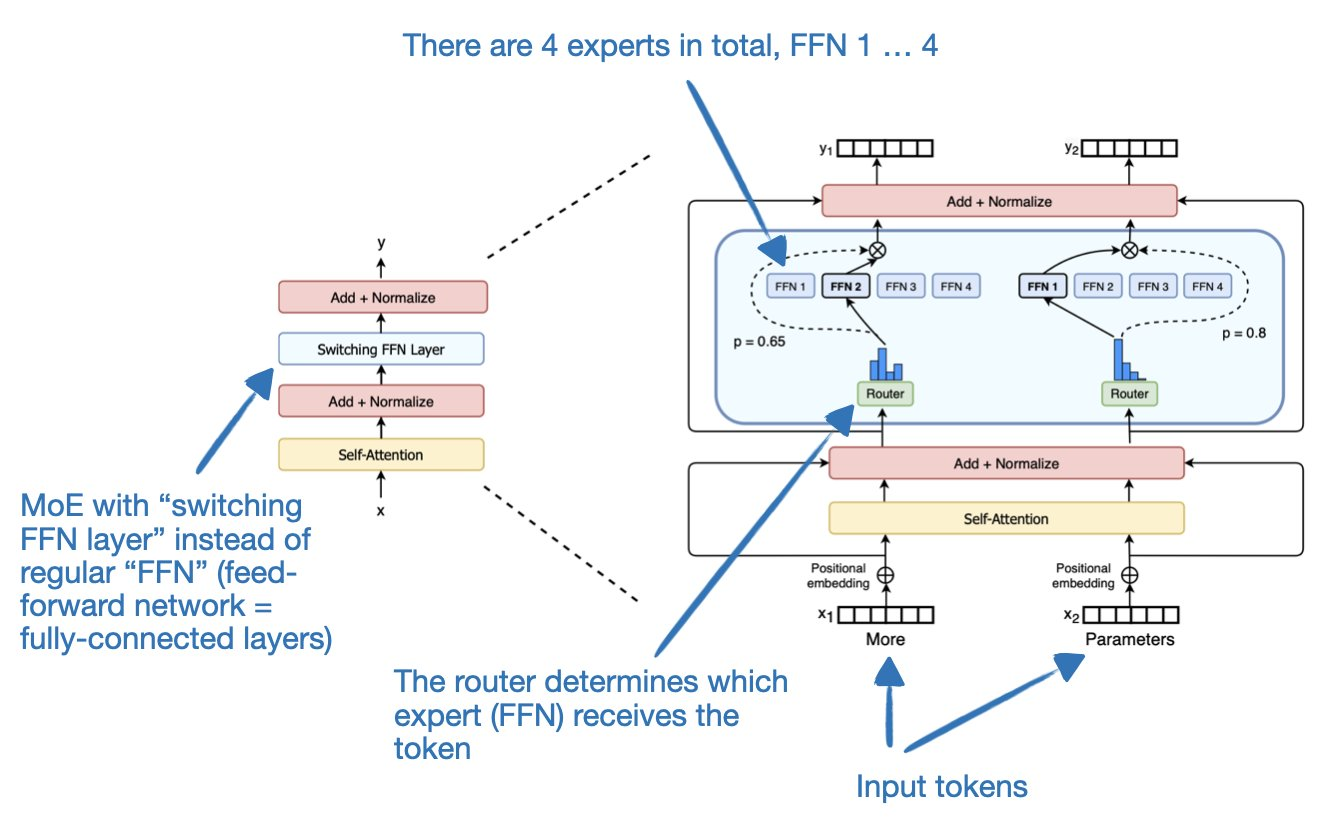 There are 4 experts in total, FFN 1 … 4
y
Add + Normalize
Switching FFN Layer
Add + Normalize
Self-Attention
x
MoE with “switching
FFN layer” instead of
regular “FFN” (feed-
forward network =
fully-connected layers)
y1
y2
Add + Normalize
FFN 1 FFN 2 FFN 3 FFN 4
FFN 1 FFN 2 FFN 3 FFN 4
p = 0.65
p = 0.8
Router
Router
Add + Normalize
Self-Attention
Positional
embedding
Positional
embedding
x1
x2
More
Parameters
The router determines which
expert (FFN) receives the
token
Input tokens